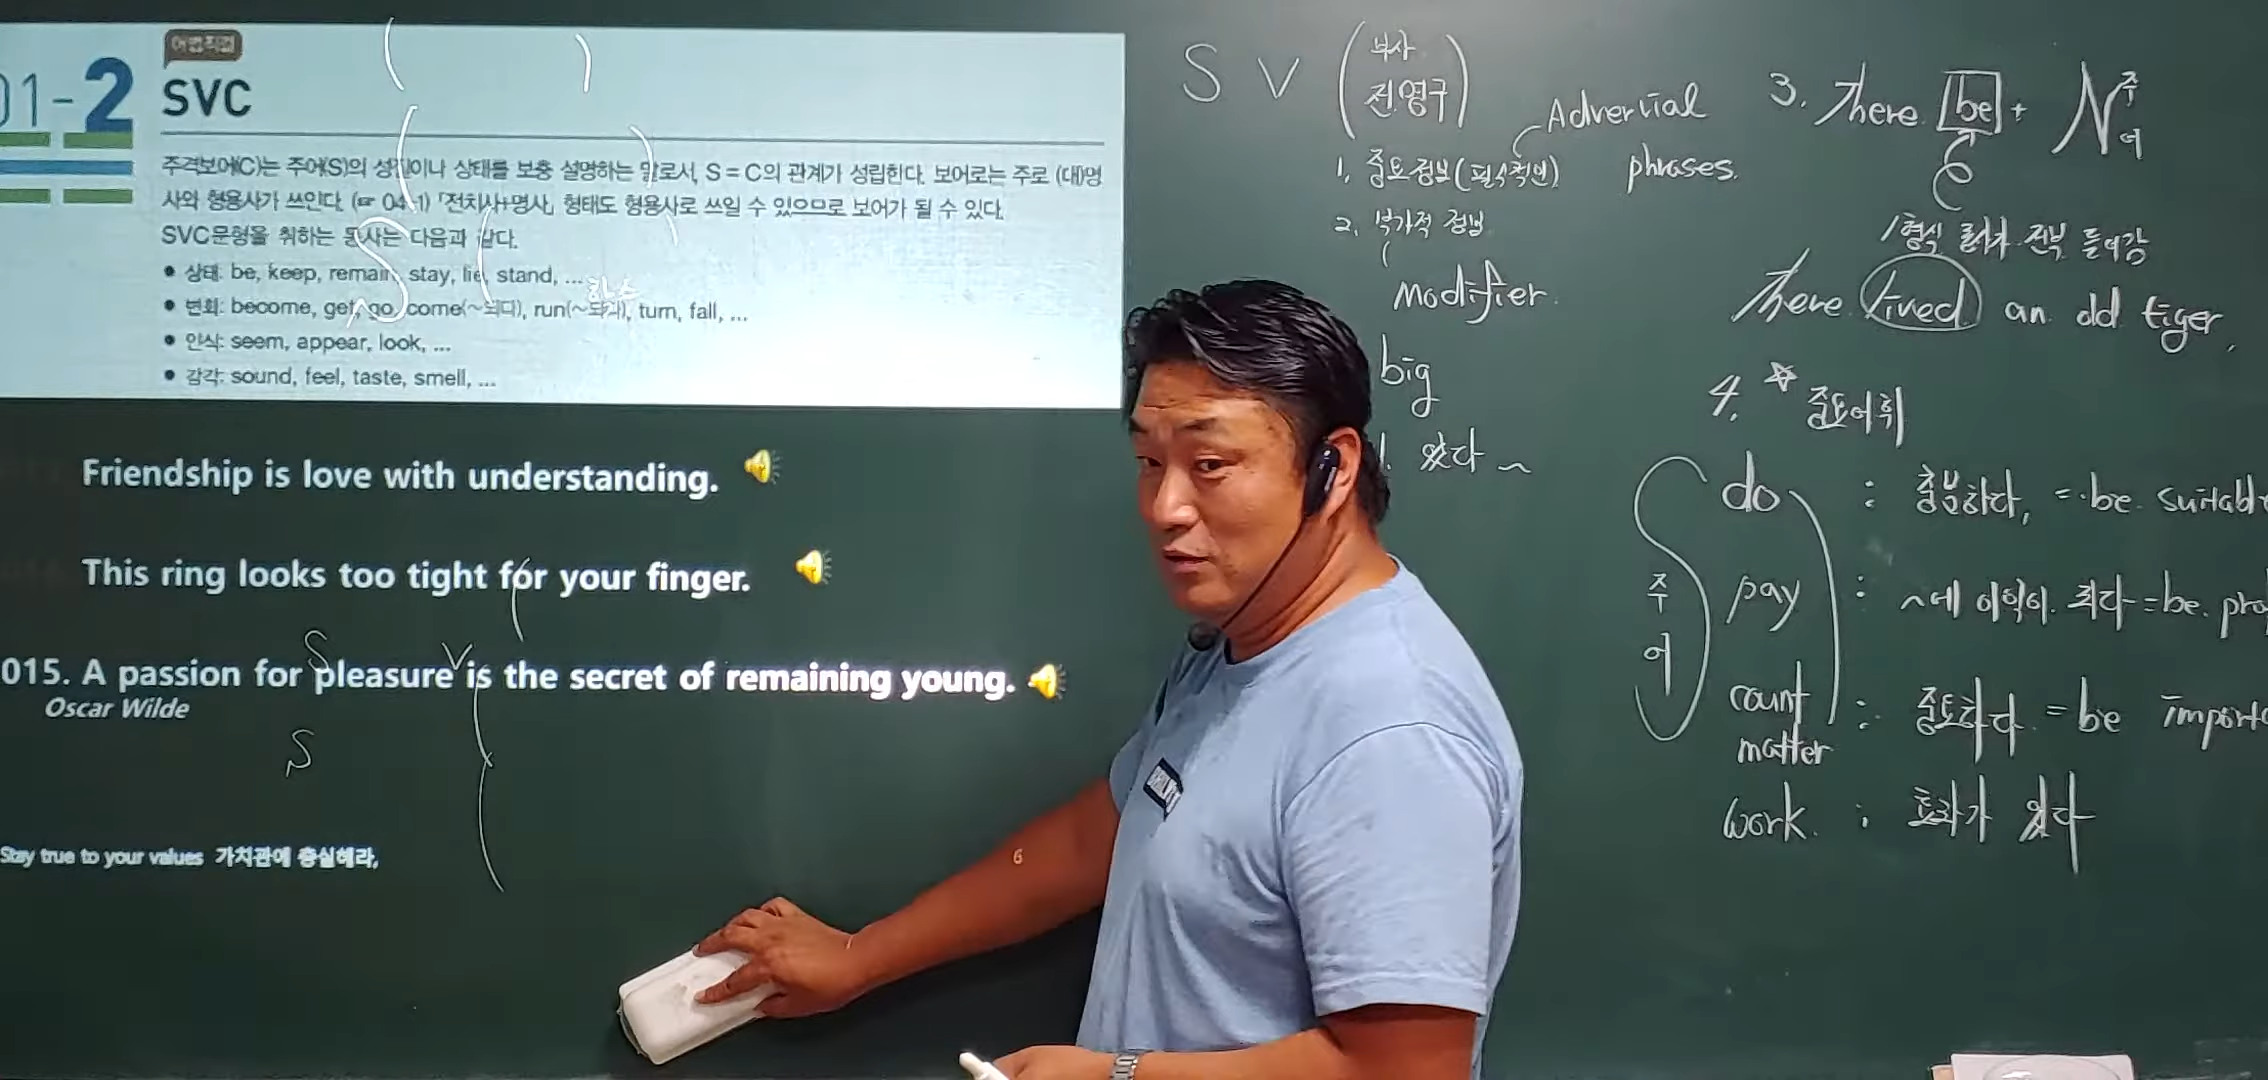 어법직결
01-2 SVC
주격보어(C)는 주어(S)의 성질이나 상태를 보충 설명하는 말로서, S = C의 관계가 성립한다. 보어로는 주로 (대)명
사와 형용사가 쓰인다. (☞ 04-1) 「전치사+명사」 형태도 형용사로 쓰일 수 있으므로 보어가 될 수 있다.
SVC문형을 취하는 동사는 다음과 같다.
● 상태: be, keep, remain, stay, lie, stand, ...
● 변화: become, get, go, come(~되다), run(~되다), turn, fall, ...
● 인식: seem, appear, look, ...
● 감각: sound, feel, taste, smell, ...
Friendship is love with understanding.
This ring looks too tight for your finger.
S V
015. A passion for pleasure is the secret of remaining young.
Oscar Wilde
S
Stay true to your values 가치관에 충실해라,
S V (부사
전명구)
Advervial
phrases.
1. 중요정보(필수적인)
2. 부가적 정보
modifier.
big
1. 있다 ~
3. There be + N 주어
1형식 동사가 전부 들어감
There lived an old tiger.
4. ☆ 중요어휘
S 주어
do : 충분하다, = be suitabl
pay : ~에 이익이 되다 = be pro
count
matter : 중요하다 = be import
work : 효과가 있다